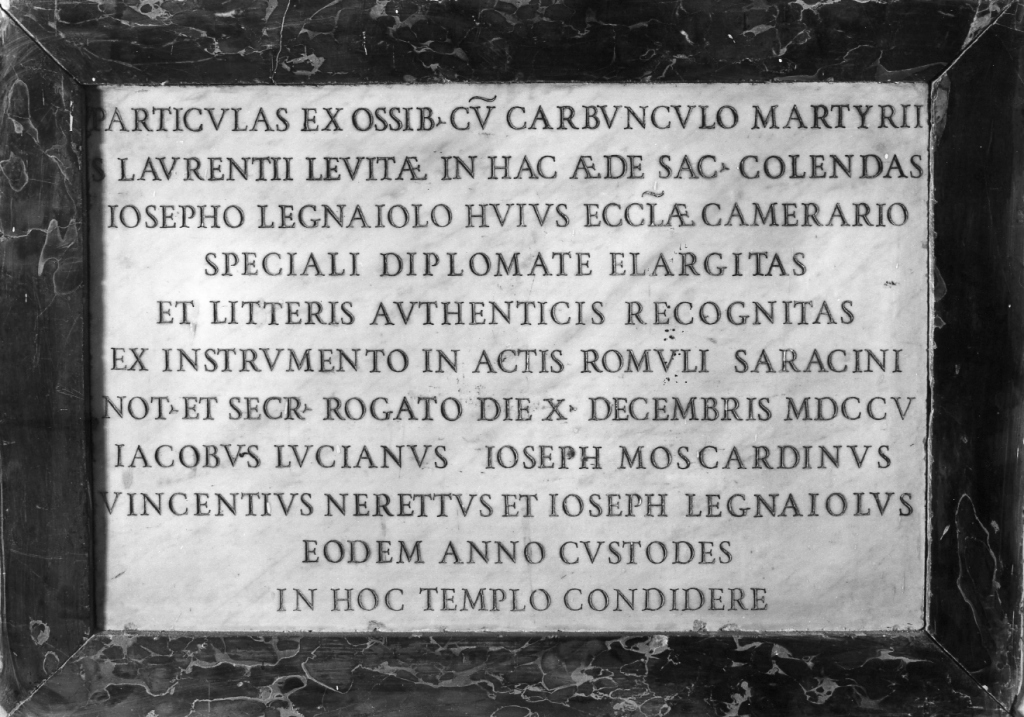 PARTICVLAS EX OSSIB· CṼ CARBVNCVLO MARTYRII
S LAVRENTII LEVITÆ IN HAC ÆDE SAC· COLENDAS
IOSEPHO LEGNAIOLO HVIVS ECCL̃Æ CAMERARIO
SPECIALI DIPLOMATE ELARGITAS
ET LITTERIS AVTHENTICIS RECOGNITAS
EX INSTRVMENTO IN ACTIS ROMVLI SARACINI
NOT· ET SECR· ROGATO DIE X· DECEMBRIS MDCCV
IACOBVS LVCIANVS IOSEPH MOSCARDINVS
VINCENTIVS NERETTVS ET IOSEPH LEGNAIOLVS
EODEM ANNO CVSTODES
IN HOC TEMPLO CONDIDERE